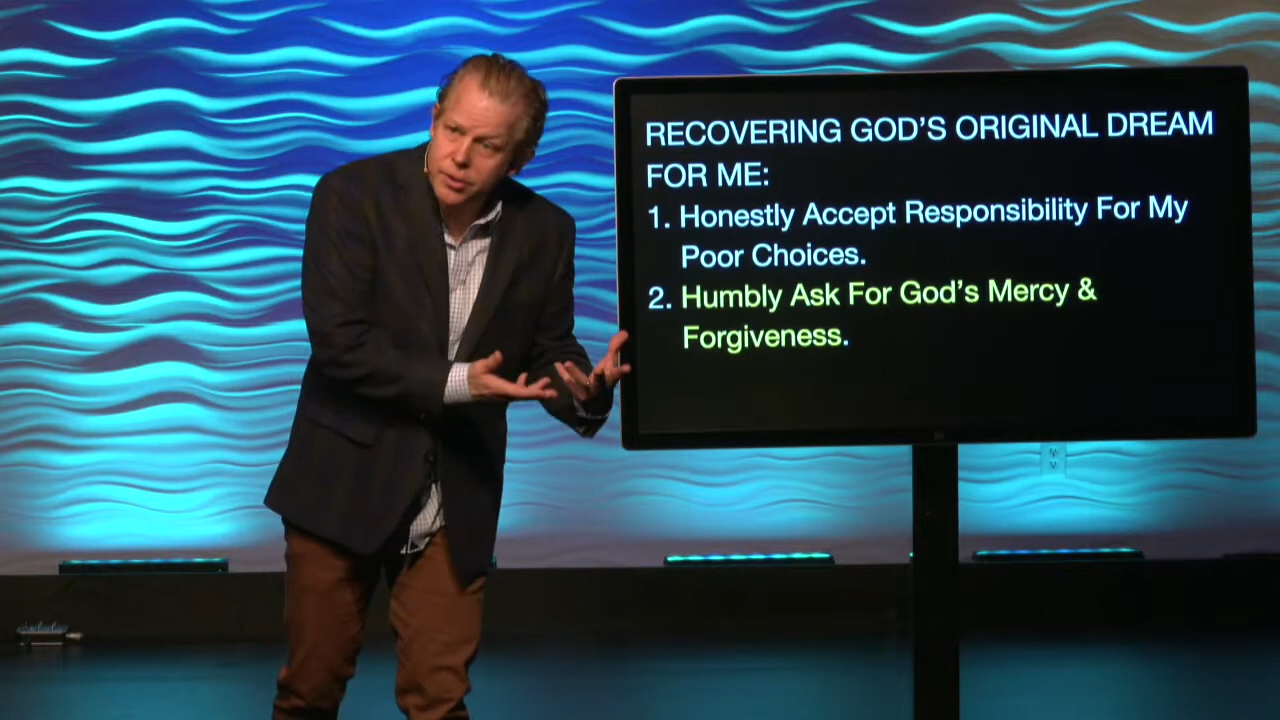 RECOVERING GOD'S ORIGINAL DREAM
FOR ME:
1. Honestly Accept Responsibility For My
Poor Choices.
2. Humbly Ask For God's Mercy &
Forgiveness.